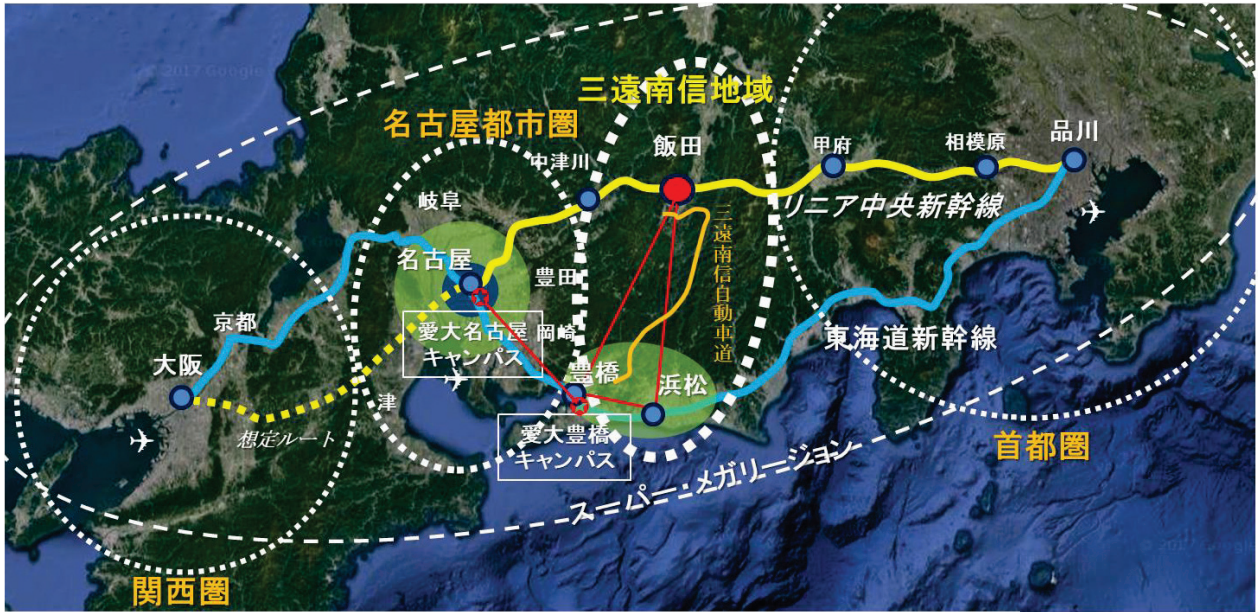 © 2017 Google
三遠南信地域
名古屋都市圏
中津川
飯田
甲府
相模原
品川
岐阜
リニア中央新幹線
三遠南信自動車道
名古屋
豊田
京都
愛大名古屋
キャンパス
岡崎
東海道新幹線
大阪
豊橋
浜松
津
想定ルート
愛大豊橋
キャンパス
首都圏
スーパー・メガリージョン
関西圏